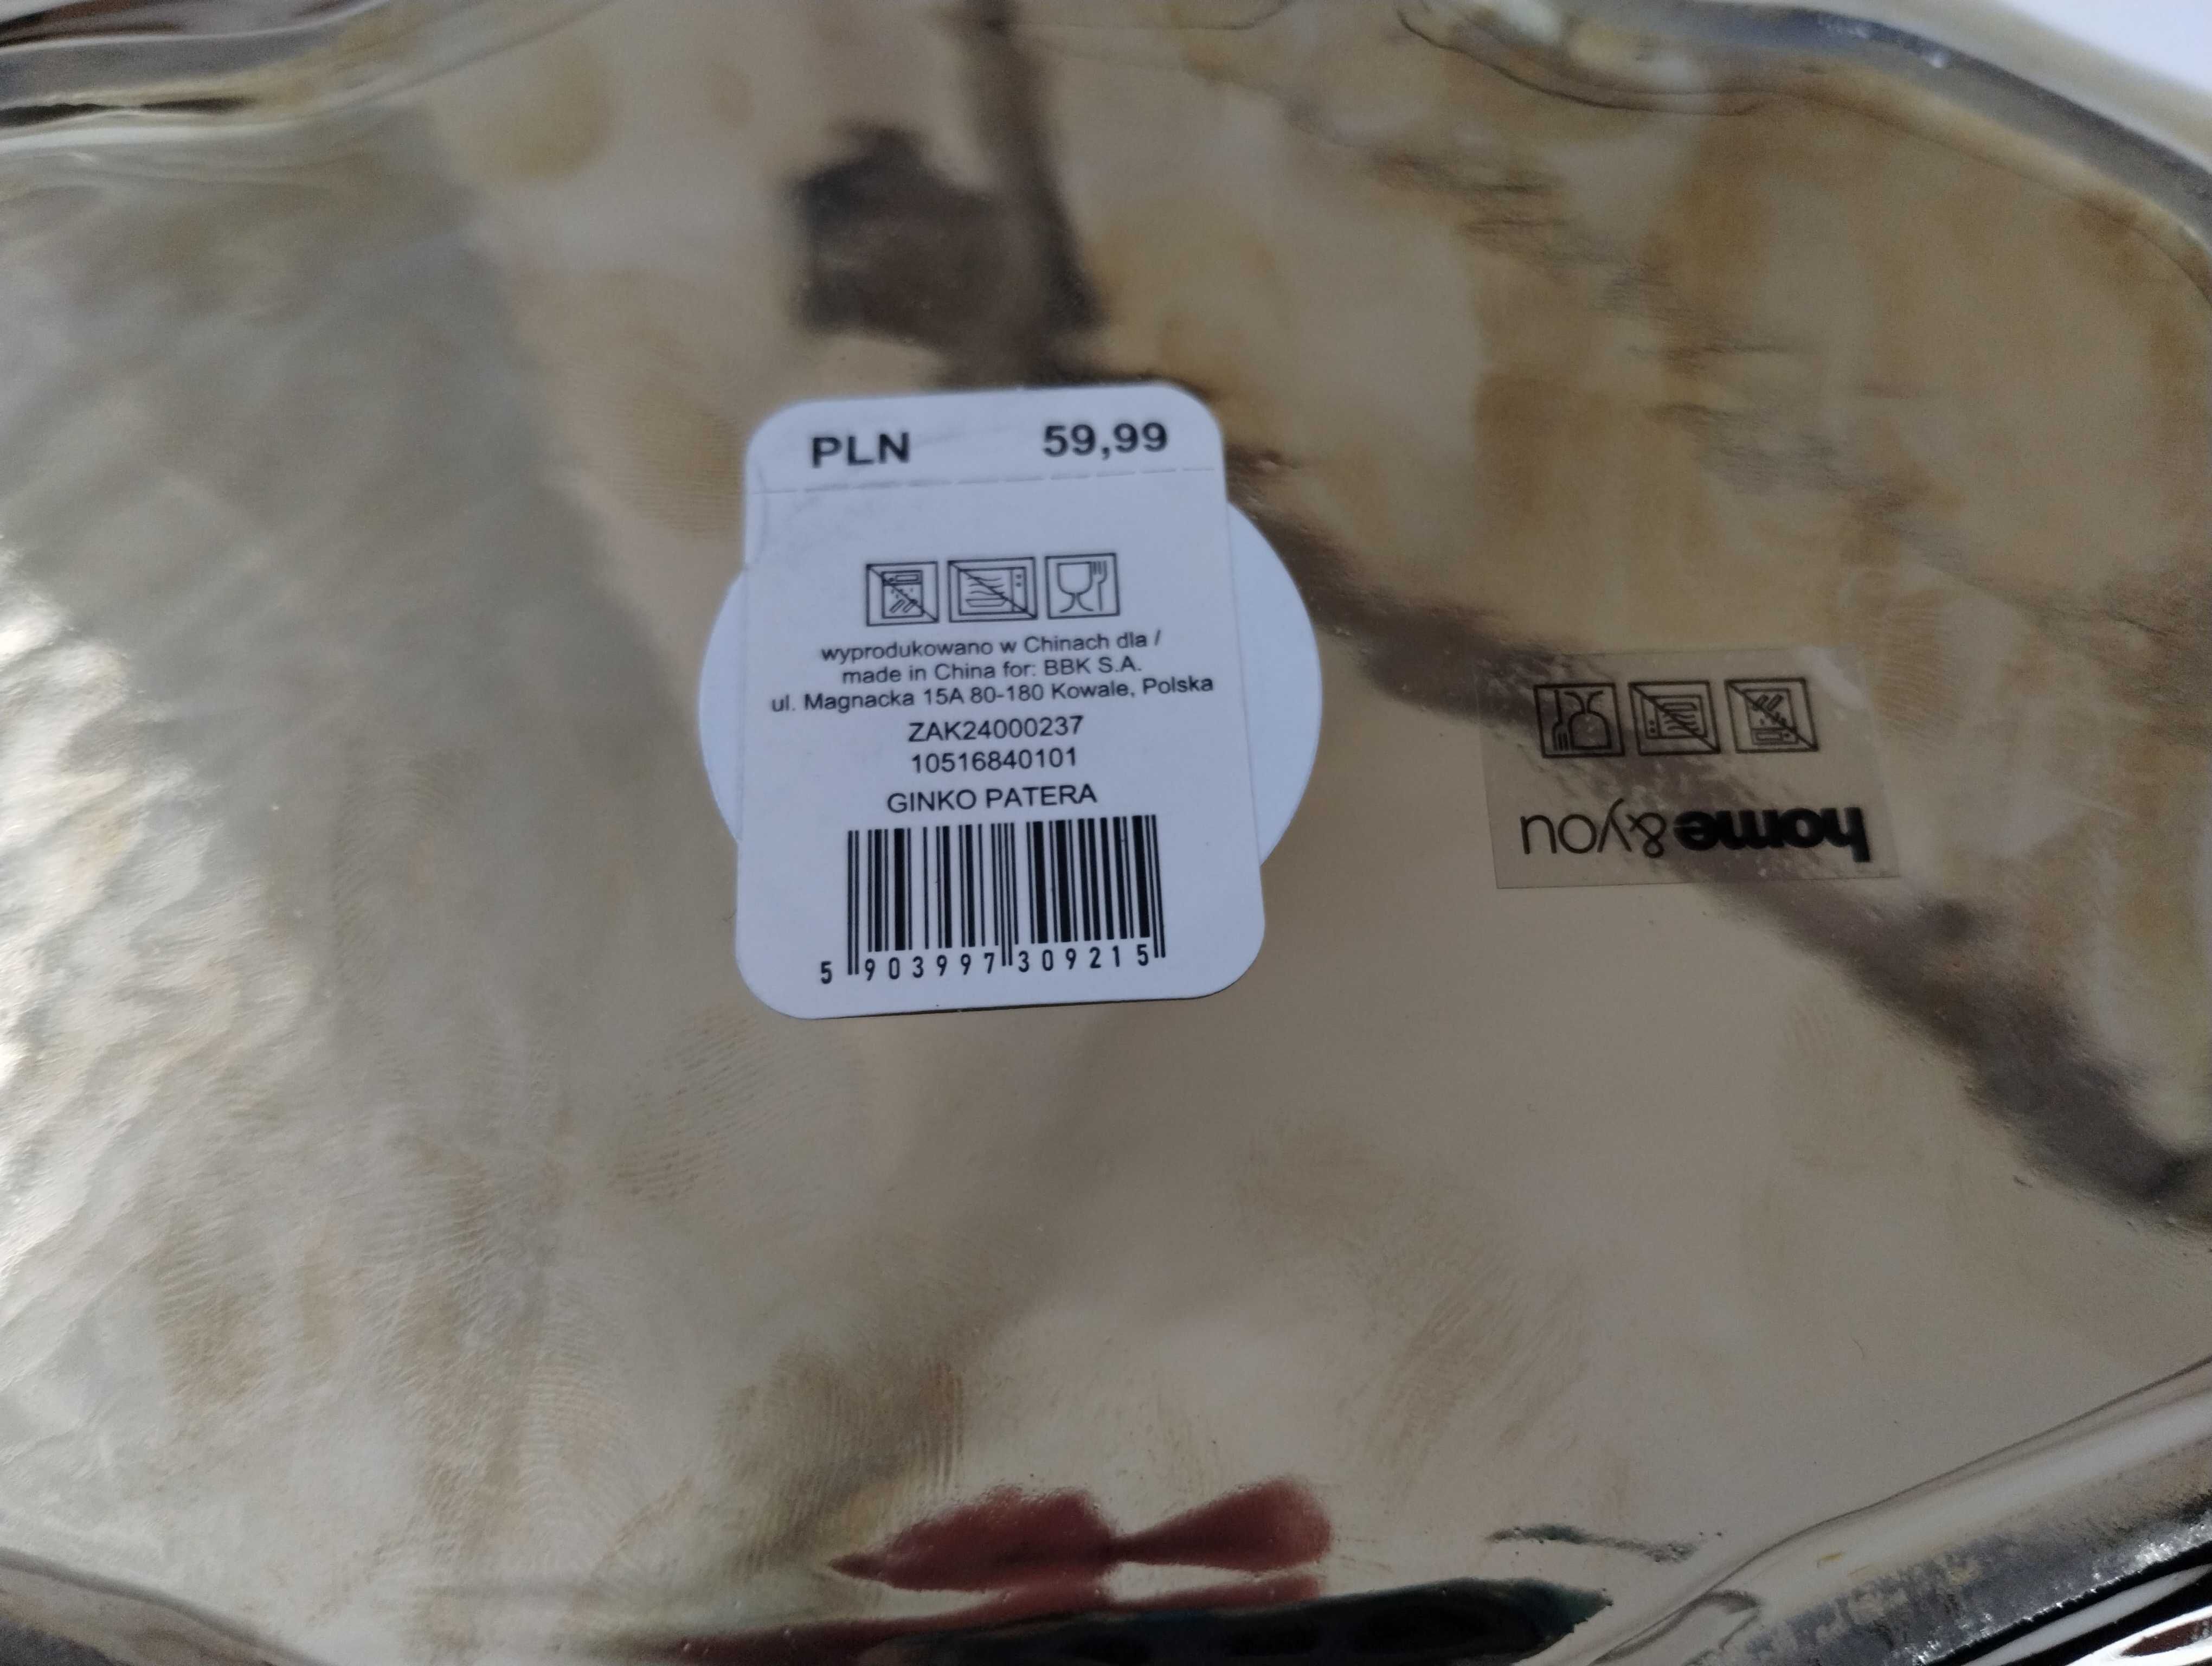 PLN 59,99
wyprodukowano w Chinach dla /
made in China for: BBK S.A.
ul. Magnacka 15A 80-180 Kowale, Polska
ZAK24000237
10516840101
GINKO PATERA
5 903997 309215
home&you